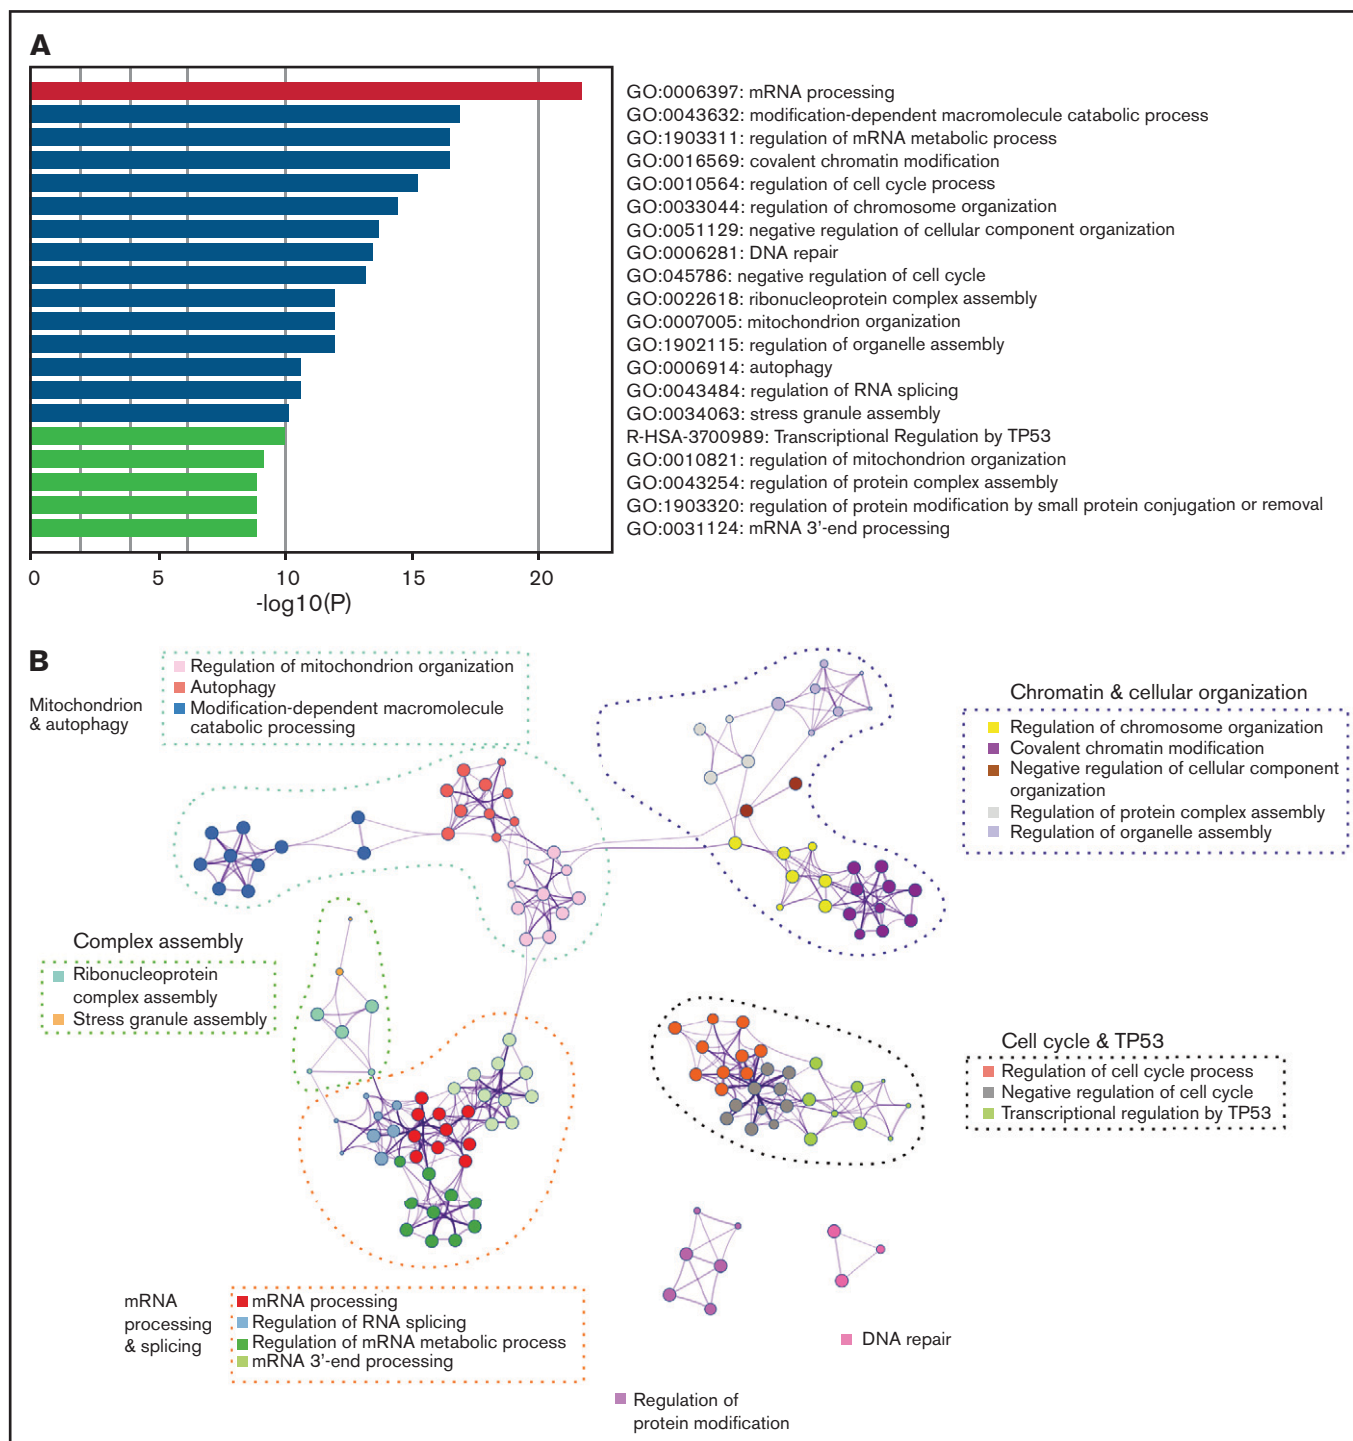 A
GO:0006397: mRNA processing
GO:0043632: modification-dependent macromolecule catabolic process
GO:1903311: regulation of mRNA metabolic process
GO:0016569: covalent chromatin modification
GO:0010564: regulation of cell cycle process
GO:0033044: regulation of chromosome organization
GO:0051129: negative regulation of cellular component organization
GO:0006281: DNA repair
GO:045786: negative regulation of cell cycle
GO:0022618: ribonucleoprotein complex assembly
GO:0007005: mitochondrion organization
GO:1902115: regulation of organelle assembly
GO:0006914: autophagy
GO:0043484: regulation of RNA splicing
GO:0034063: stress granule assembly
R-HSA-3700989: Transcriptional Regulation by TP53
GO:0010821: regulation of mitochondrion organization
GO:0043254: regulation of protein complex assembly
GO:1903320: regulation of protein modification by small protein conjugation or removal
GO:0031124: mRNA 3'-end processing
0 5 10 15 20
-log10(P)
B
Mitochondrion
& autophagy
Regulation of mitochondrion organization
Autophagy
Modification-dependent macromolecule
catabolic processing
Chromatin & cellular organization
Regulation of chromosome organization
Covalent chromatin modification
Negative regulation of cellular component
organization
Regulation of protein complex assembly
Regulation of organelle assembly
Complex assembly
Ribonucleoprotein
complex assembly
Stress granule assembly
Cell cycle & TP53
Regulation of cell cycle process
Negative regulation of cell cycle
Transcriptional regulation by TP53
mRNA
processing
& splicing
mRNA processing
Regulation of RNA splicing
Regulation of mRNA metabolic process
mRNA 3'-end processing
DNA repair
Regulation of
protein modification